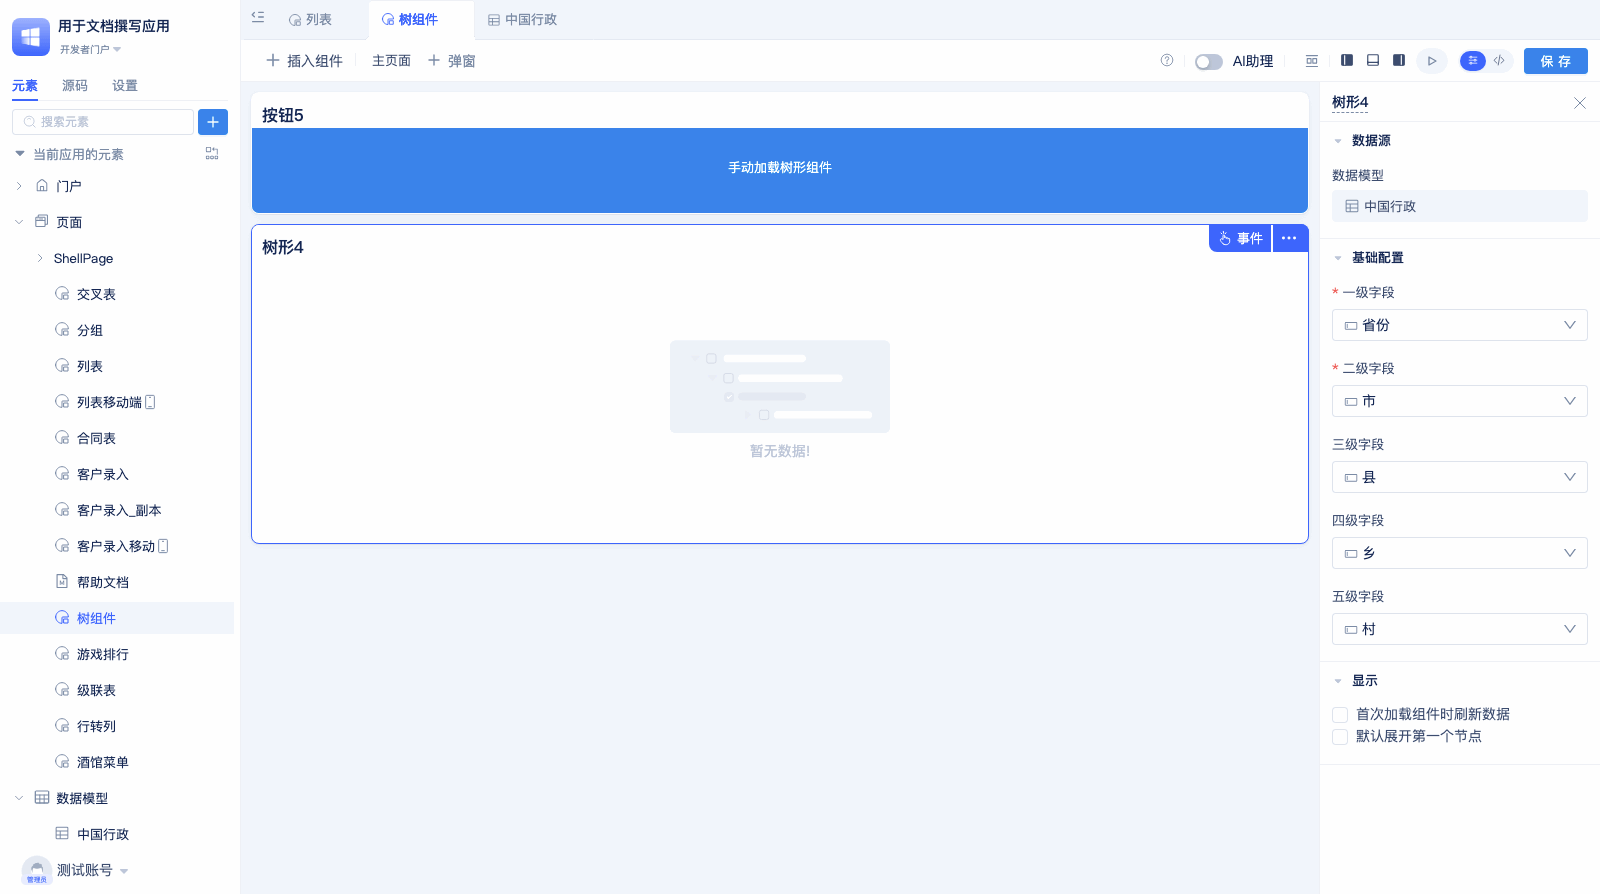 用于文档撰写应用
开发者门户
元素 源码 设置
搜索元素
当前应用的元素
门户
页面
ShellPage
交叉表
分组
列表
列表移动端
合同表
客户录入
客户录入_副本
客户录入移动
帮助文档
树组件
游戏排行
级联表
行转列
酒馆菜单
数据模型
中国行政
测试账号
管理员
列表 树组件 中国行政
插入组件 主页面 弹窗 AI助理 保 存
按钮5
手动加载树形组件
树形4
事件
暂无数据!
树形4
数据源
数据模型
中国行政
基础配置
* 一级字段
省份
* 二级字段
市
三级字段
县
四级字段
乡
五级字段
村
显示
首次加载组件时刷新数据
默认展开第一个节点